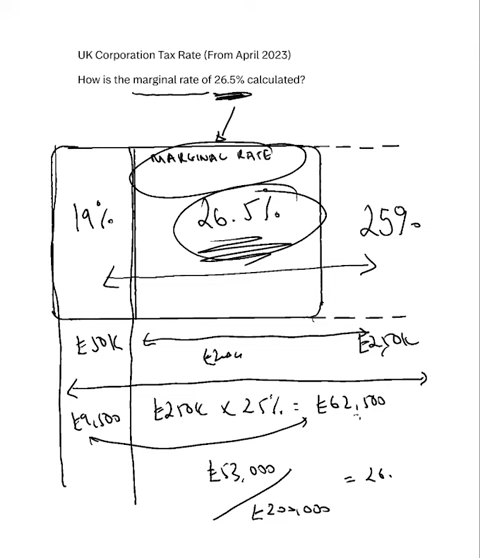 UK Corporation Tax Rate (From April 2023)
How is the marginal rate of 26.5% calculated?
MARGINAL RATE
19% 26.5% 25%
£50K £250K
£9,500 £250K x 25% = £62,500
£53,000 = 26.
£200,000